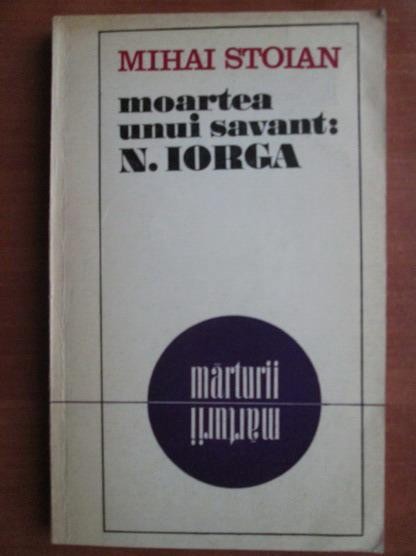 MIHAI STOIAN
moartea
unui savant:
N. IORGA
mărturii
mărturii